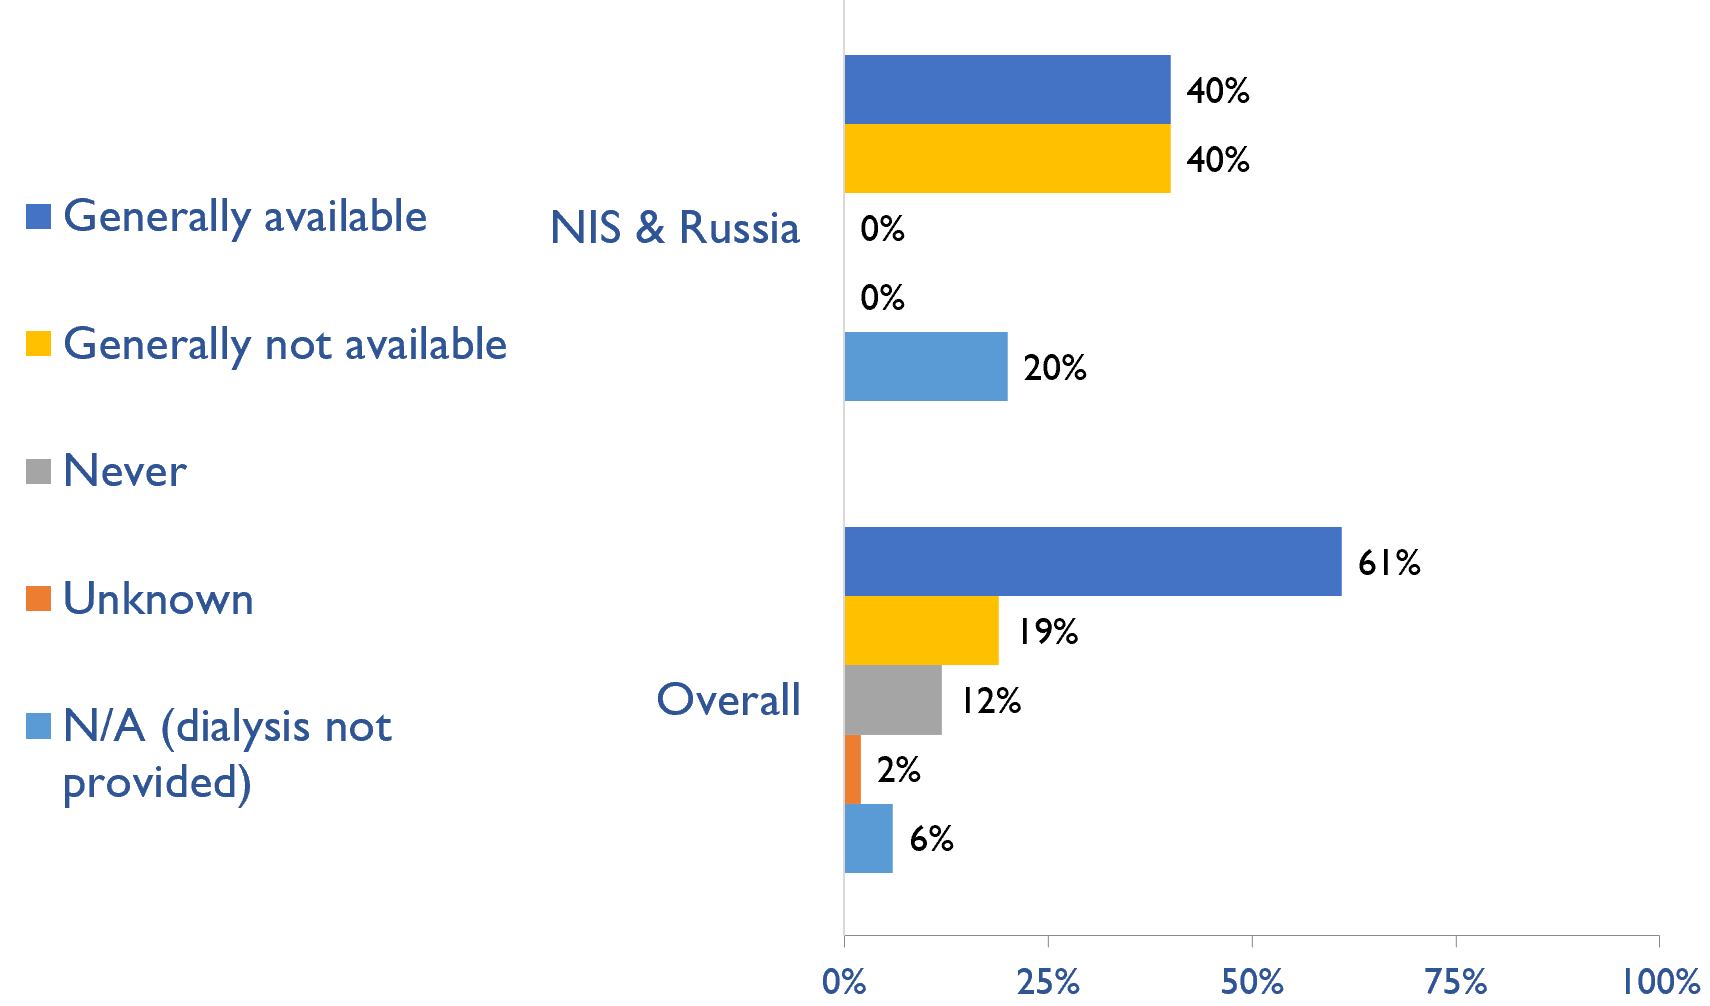 Generally available
Generally not available
Never
Unknown
N/A (dialysis not
provided)
NIS & Russia
40%
40%
0%
0%
20%
Overall
61%
19%
12%
2%
6%
0% 25% 50% 75% 100%